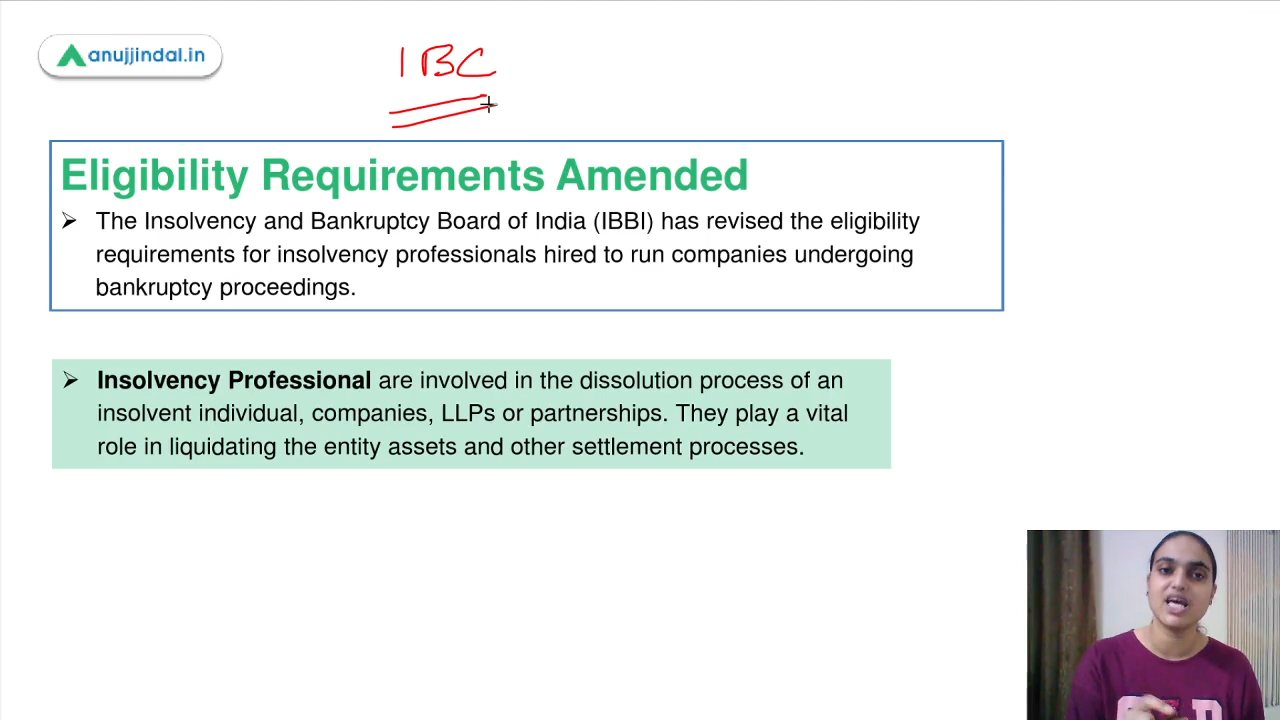 anujjindal.in
IBC
Eligibility Requirements Amended
➤ The Insolvency and Bankruptcy Board of India (IBBI) has revised the eligibility
requirements for insolvency professionals hired to run companies undergoing
bankruptcy proceedings.
➤ Insolvency Professional are involved in the dissolution process of an
insolvent individual, companies, LLPs or partnerships. They play a vital
role in liquidating the entity assets and other settlement processes.